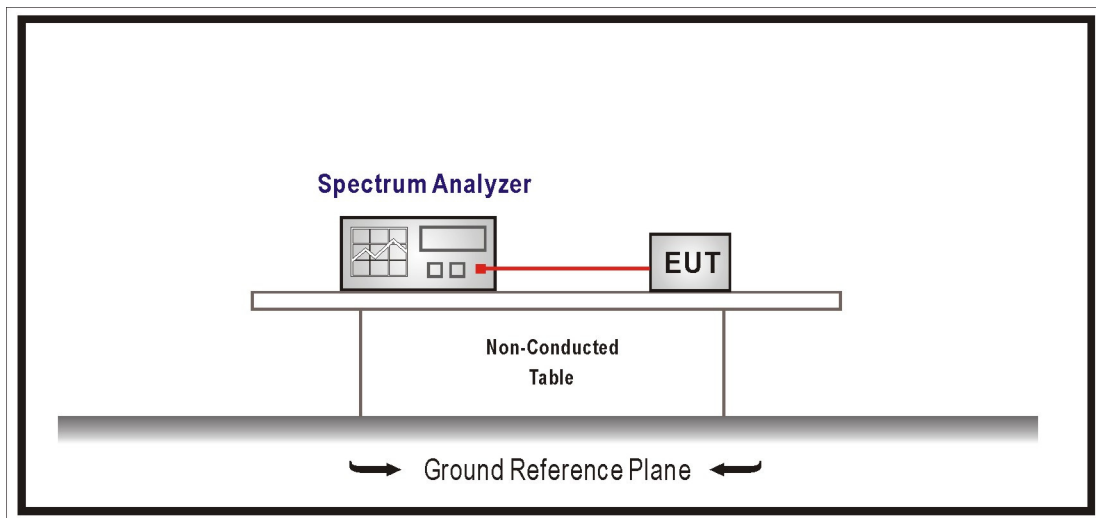 Spectrum Analyzer
EUT
Non-Conducted
Table
Ground Reference Plane